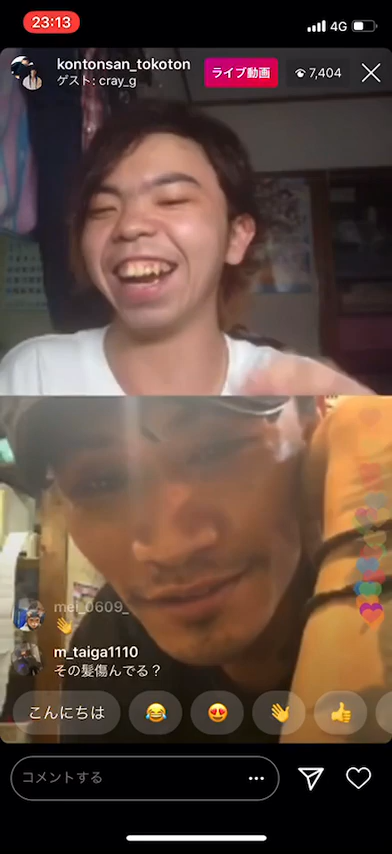 23:13
4G
kontonsan_tokoton
ゲスト: cray_g
ライブ動画
7,404
mei_0609_
m_taiga1110
その髪傷んでる？
こんにちは
コメントする